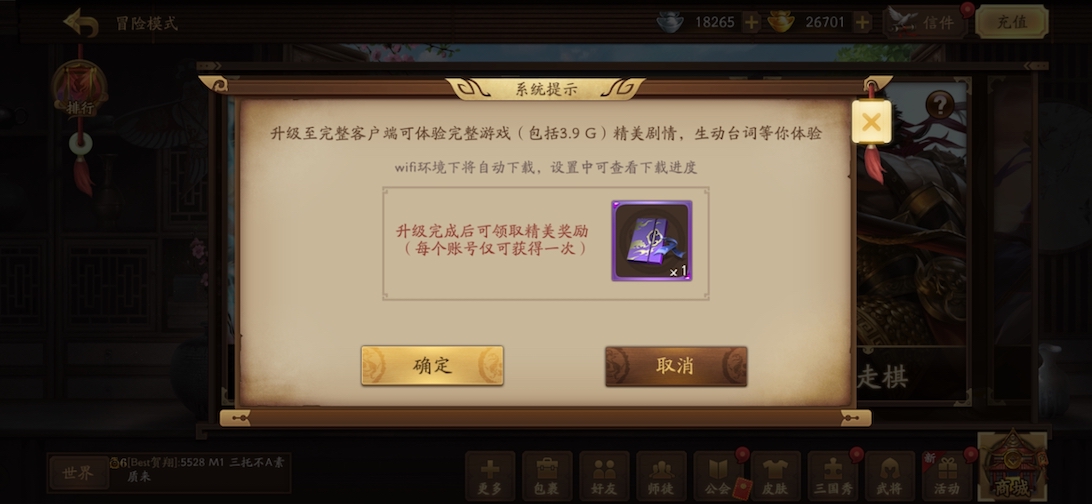 冒险模式
18265
26701
信件
充值
排行
系统提示
?
升级至完整客户端可体验完整游戏（包括3.9 G）精美剧情，生动台词等你体验
wifi环境下将自动下载，设置中可查看下载进度
升级完成后可领取精美奖励
（每个账号仅可获得一次）
x1
确定
取消
走棋
世界
6[Best贺翔]:5528 M1 三托不A素
质来
更多
包裹
好友
师徒
公会
皮肤
三国秀
武将
新
活动
商城